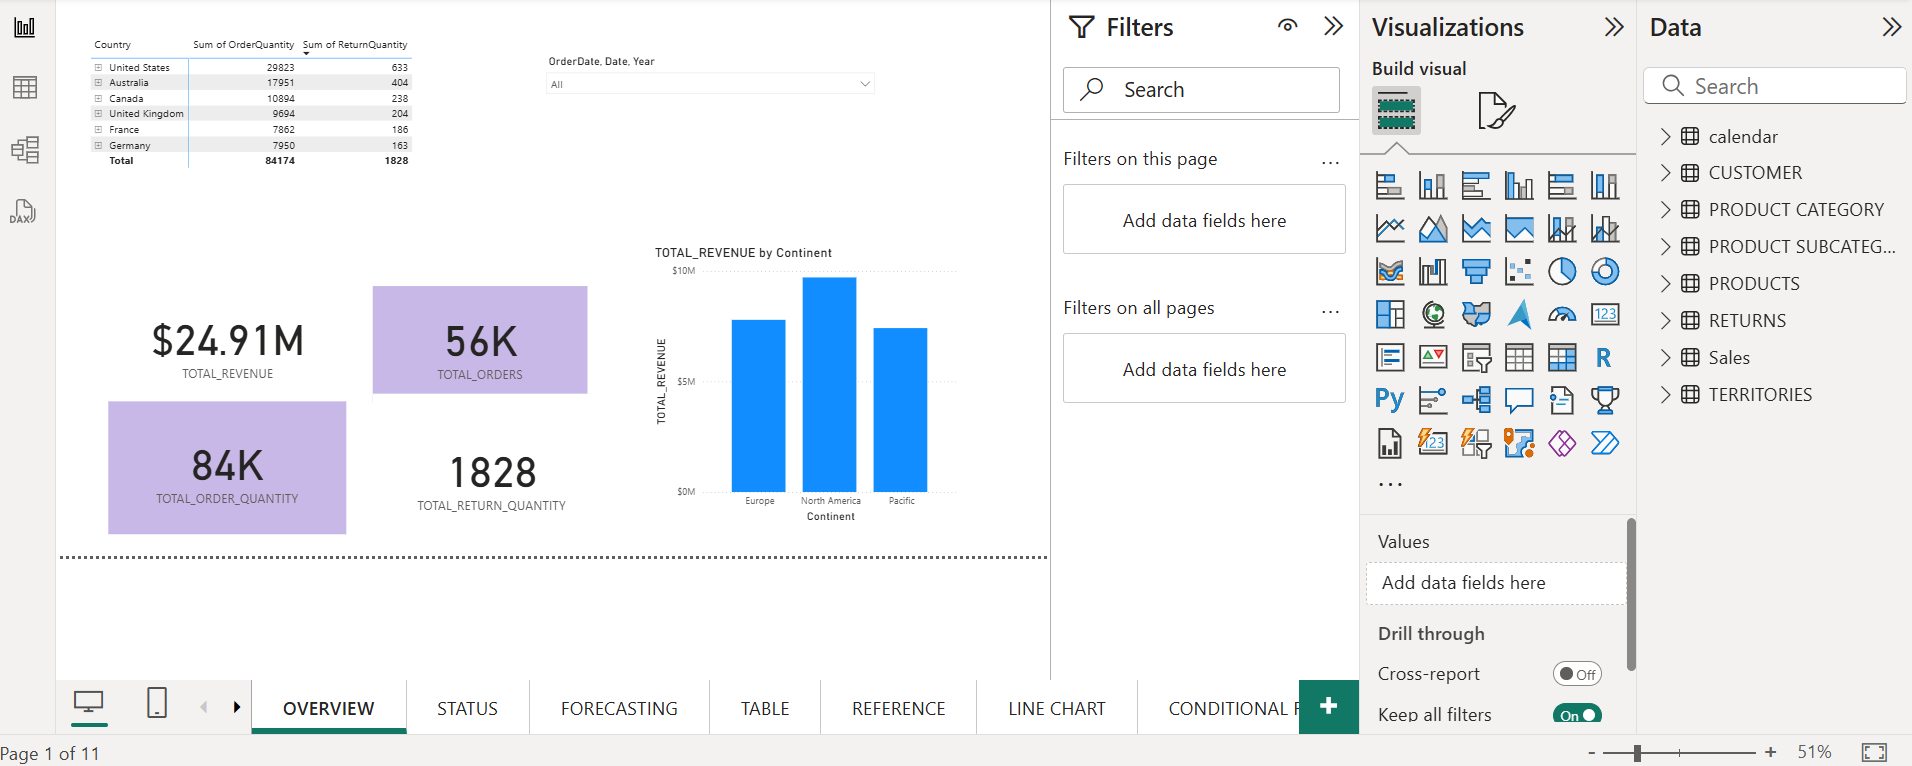 Country Sum of OrderQuantity Sum of ReturnQuantity
United States 29823 633
Australia 17951 404
Canada 10894 238
United Kingdom 9694 204
France 7862 186
Germany 7950 163
Total 84174 1828
OrderDate, Date, Year
All
$24.91M
TOTAL_REVENUE
56K
TOTAL_ORDERS
84K
TOTAL_ORDER_QUANTITY
1828
TOTAL_RETURN_QUANTITY
TOTAL_REVENUE by Continent
TOTAL_REVENUE
$10M
$5M
$0M
Europe North America Pacific
Continent
Filters
Search
Filters on this page ...
Add data fields here
Filters on all pages ...
Add data fields here
Visualizations
Build visual
123
R
Py
123
...
Values
Add data fields here
Drill through
Cross-report Off
Keep all filters On
Data
Search
calendar
CUSTOMER
PRODUCT CATEGORY
PRODUCT SUBCATEG...
PRODUCTS
RETURNS
Sales
TERRITORIES
DAX
OVERVIEW STATUS FORECASTING TABLE REFERENCE LINE CHART CONDITIONAL F +
Page 1 of 11
- + 51%